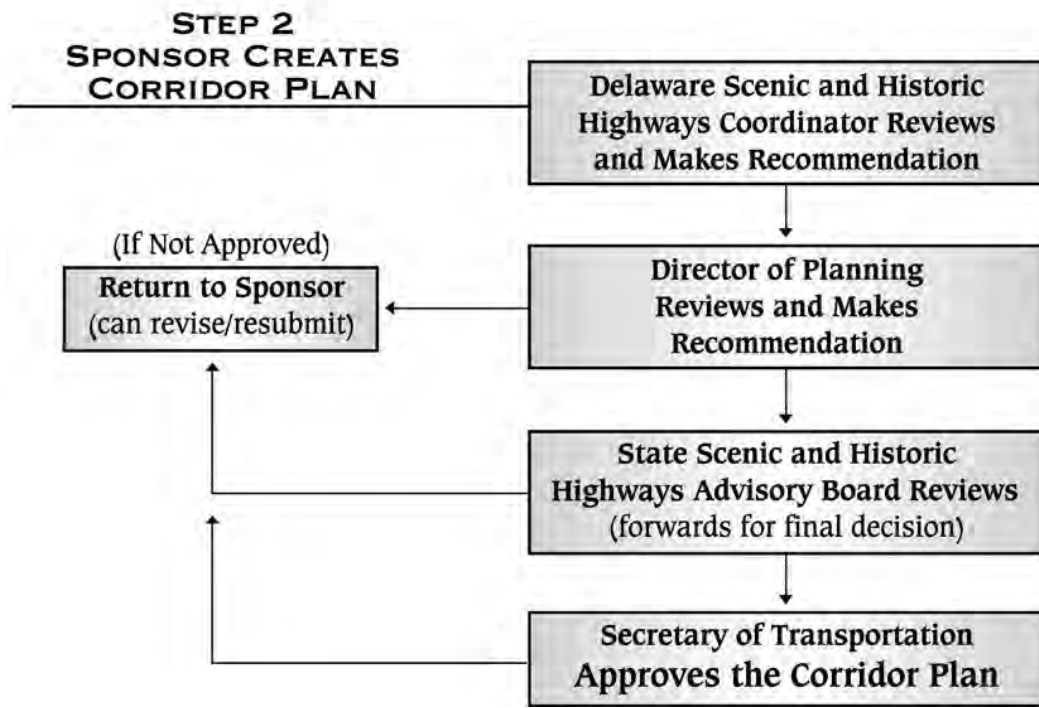 STEP 2
SPONSOR CREATES
CORRIDOR PLAN
Delaware Scenic and Historic
Highways Coordinator Reviews
and Makes Recommendation
(If Not Approved)
Return to Sponsor
(can revise/resubmit)
Director of Planning
Reviews and Makes
Recommendation
State Scenic and Historic
Highways Advisory Board Reviews
(forwards for final decision)
Secretary of Transportation
Approves the Corridor Plan